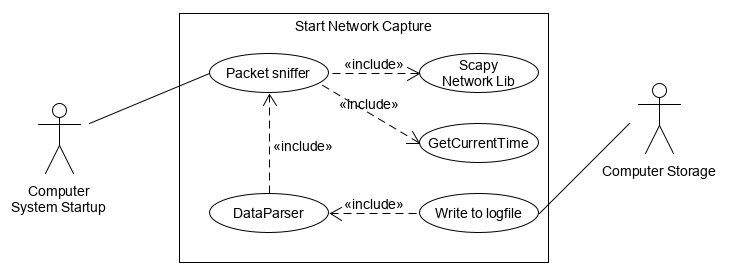 Start Network Capture
Packet sniffer
«include»
Scapy
Network Lib
«include»
GetCurrentTime
«include»
Computer
System Startup
Computer Storage
DataParser
«include»
Write to logfile